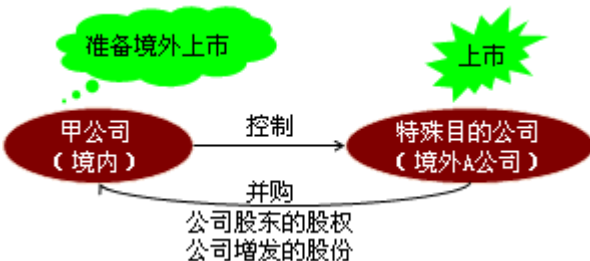 准备境外上市
上市
甲公司
（境内）
控制
特殊目的公司
（境外A公司）
并购
公司股东的股权
公司增发的股份